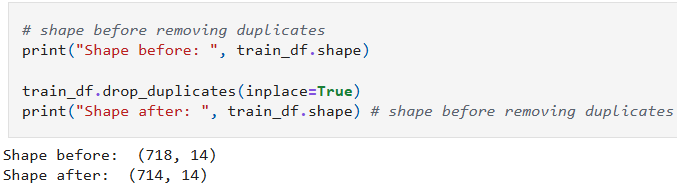 # shape before removing duplicates
print("Shape before: ", train_df.shape)
train_df.drop_duplicates(inplace=True)
print("Shape after: ", train_df.shape) # shape before removing duplicates
Shape before:  (718, 14)
Shape after:  (714, 14)